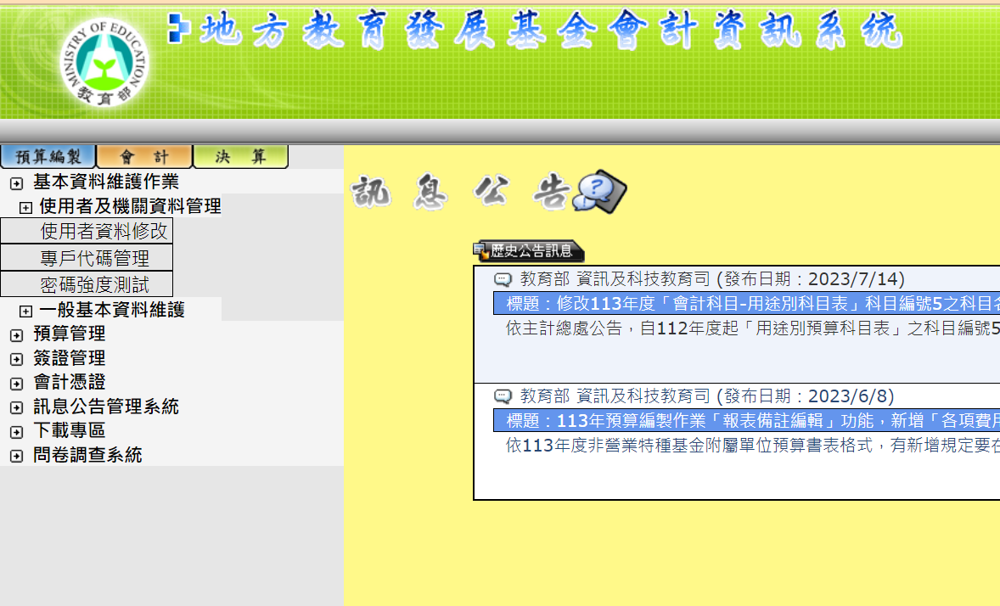 MINISTRY OF EDUCATION
教育部
地方教育發展基金會計資訊系統
預算編製 會 計 決 算
基本資料維護作業
使用者及機關資料管理
使用者資料修改
專戶代碼管理
密碼強度測試
一般基本資料維護
預算管理
簽證管理
會計憑證
訊息公告管理系統
下載專區
問卷調查系統
訊 息 公 告
歷史公告訊息
教育部 資訊及科技教育司 (發布日期：2023/7/14)
標題：修改113年度「會計科目-用途別科目表」科目編號5之科目名
依主計總處公告，自112年度起「用途別預算科目表」之科目編號5
教育部 資訊及科技教育司 (發布日期：2023/6/8)
標題：113年預算編製作業「報表備註編輯」功能，新增「各項費用
依113年度非營業特種基金附屬單位預算書表格式，有新增規定要在